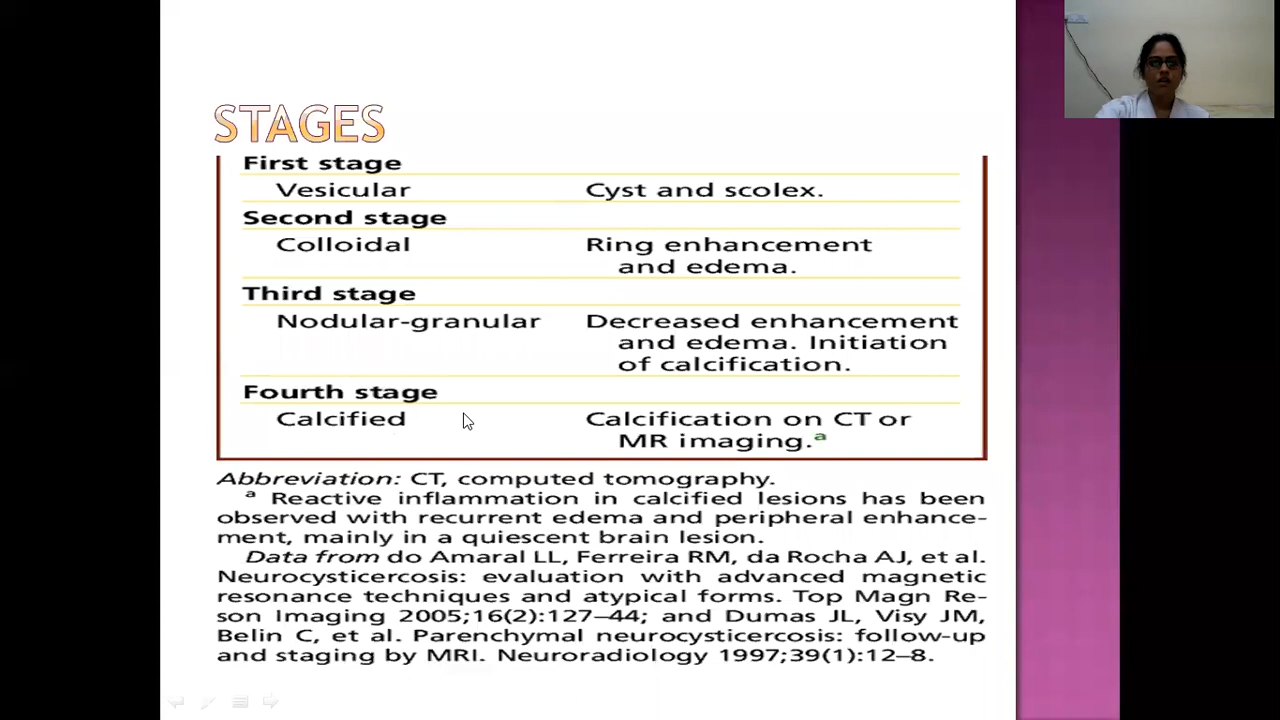 STAGES
First stage
Vesicular Cyst and scolex.
Second stage
Colloidal Ring enhancement
and edema.
Third stage
Nodular-granular Decreased enhancement
and edema. Initiation
of calcification.
Fourth stage
Calcified Calcification on CT or
MR imaging.a
Abbreviation: CT, computed tomography.
a Reactive inflammation in calcified lesions has been
observed with recurrent edema and peripheral enhance-
ment, mainly in a quiescent brain lesion.
Data from do Amaral LL, Ferreira RM, da Rocha AJ, et al.
Neurocysticercosis: evaluation with advanced magnetic
resonance techniques and atypical forms. Top Magn Re-
son Imaging 2005;16(2):127–44; and Dumas JL, Visy JM,
Belin C, et al. Parenchymal neurocysticercosis: follow-up
and staging by MRI. Neuroradiology 1997;39(1):12–8.